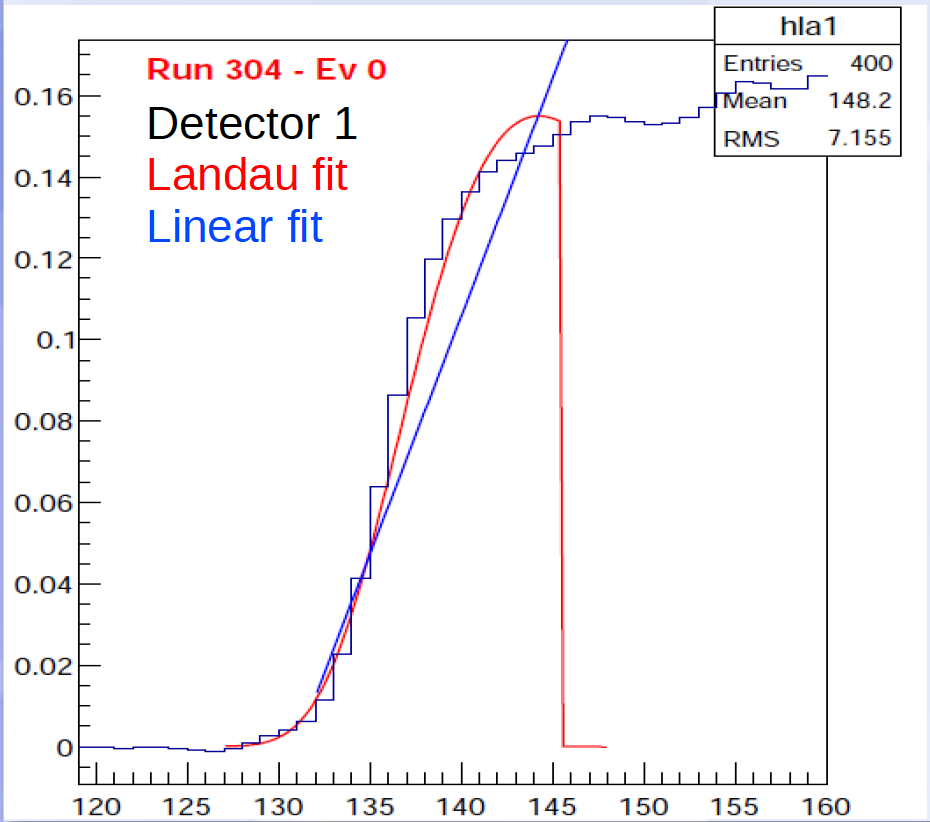 hla1
Entries 400
Mean 148.2
RMS 7.155
Run 304 - Ev 0
Detector 1
Landau fit
Linear fit
0.16
0.14
0.12
0.1
0.08
0.06
0.04
0.02
0
120 125 130 135 140 145 150 155 160